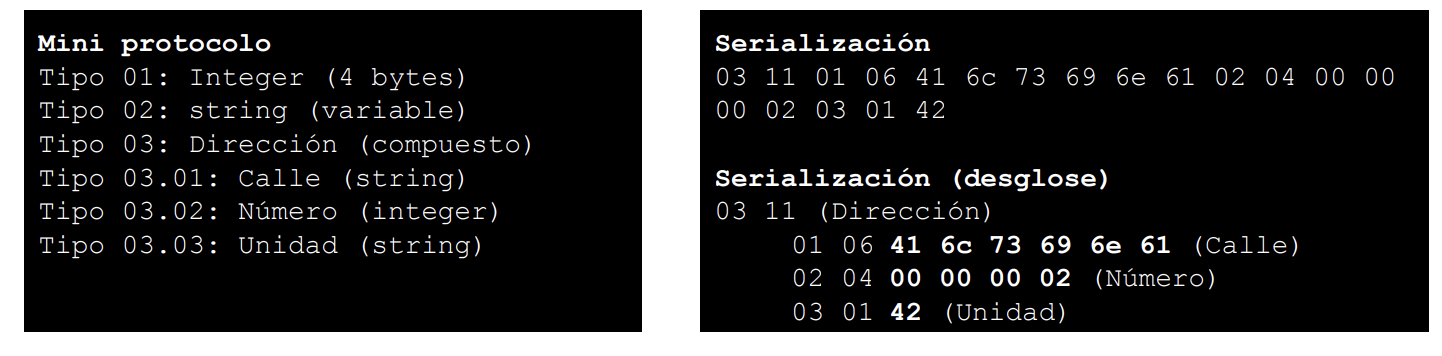 Mini protocolo
Tipo 01: Integer (4 bytes)
Tipo 02: string (variable)
Tipo 03: Dirección (compuesto)
Tipo 03.01: Calle (string)
Tipo 03.02: Número (integer)
Tipo 03.03: Unidad (string)
Serialización
03 11 01 06 41 6c 73 69 6e 61 02 04 00 00
00 02 03 01 42
Serialización (desglose)
03 11 (Dirección)
01 06 41 6c 73 69 6e 61 (Calle)
02 04 00 00 00 02 (Número)
03 01 42 (Unidad)